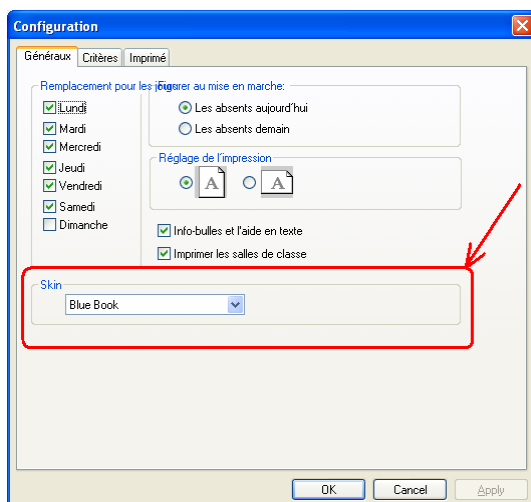 Configuration
Généraux Critères Imprimé
Remplacement pour les jours
Lundi
Mardi
Mercredi
Jeudi
Vendredi
Samedi
Dimanche
au mise en marche:
Les absents aujourd'hui
Les absents demain
Réglage de l'impression
A A
Info-bulles et l'aide en texte
Imprimer les salles de classe
Skin
Blue Book
OK Cancel Apply